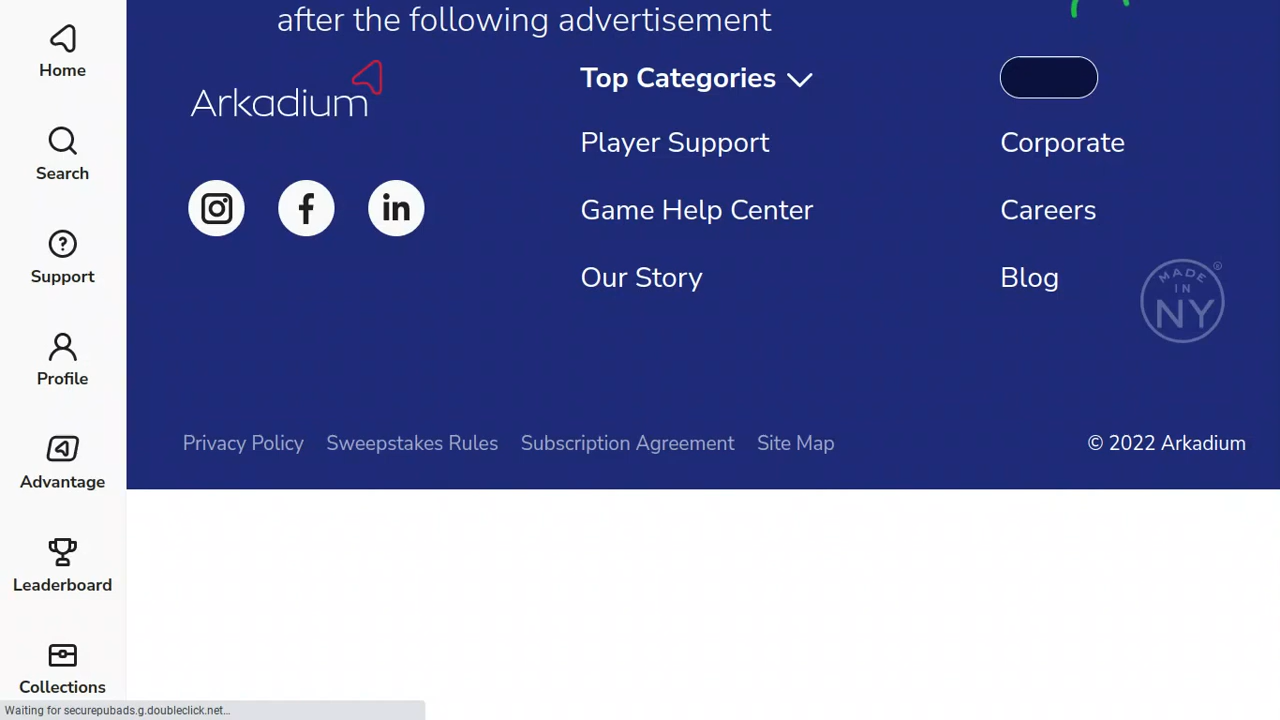 after the following advertisement
Home
Search
Support
Profile
Advantage
Leaderboard
Collections
Arkadium
Top Categories
Player Support
Game Help Center
Our Story
Corporate
Careers
Blog
MADE
IN
NY
®
Privacy Policy Sweepstakes Rules Subscription Agreement Site Map
© 2022 Arkadium
Waiting for securepubads.g.doubleclick.net...